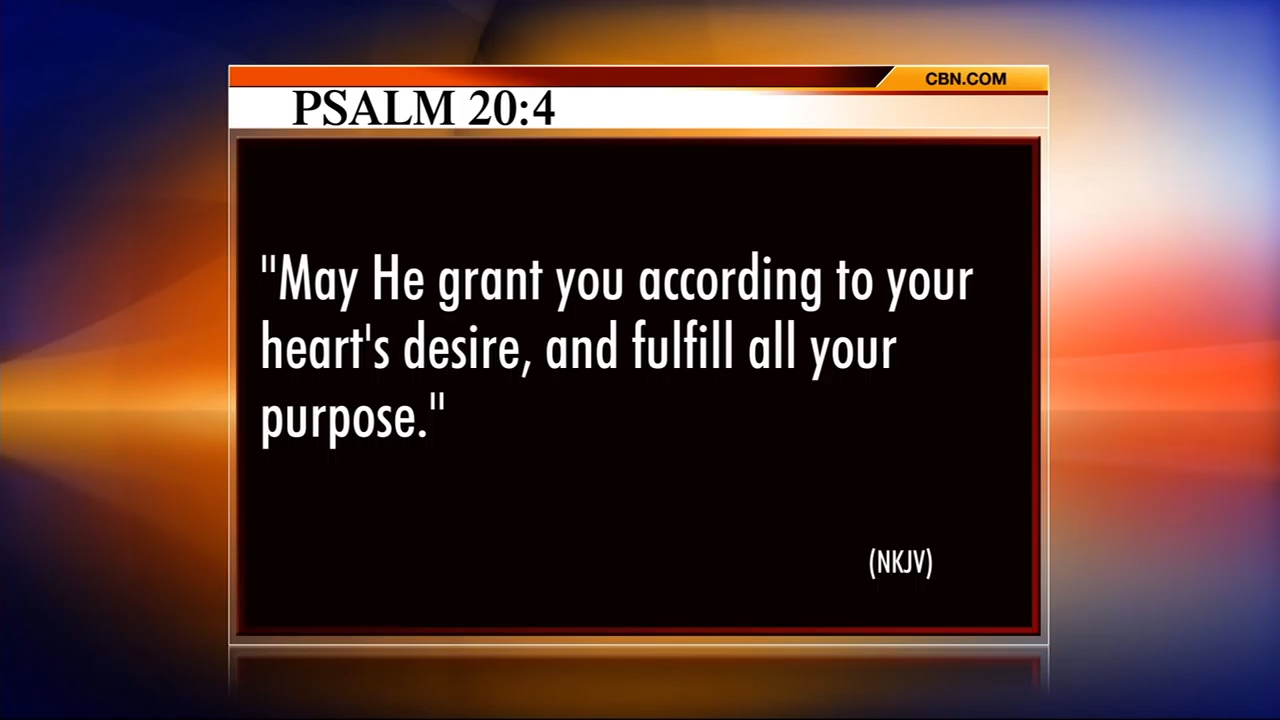 CBN.COM
PSALM 20:4
"May He grant you according to your
heart's desire, and fulfill all your
purpose."
(NKJV)